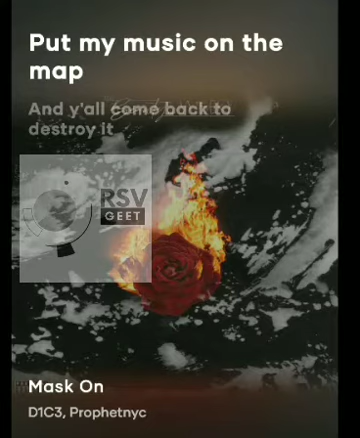 Put my music on the
map
And y'all come back to
destroy it
RSV
GEET
Mask On
D1C3, Prophetnyc